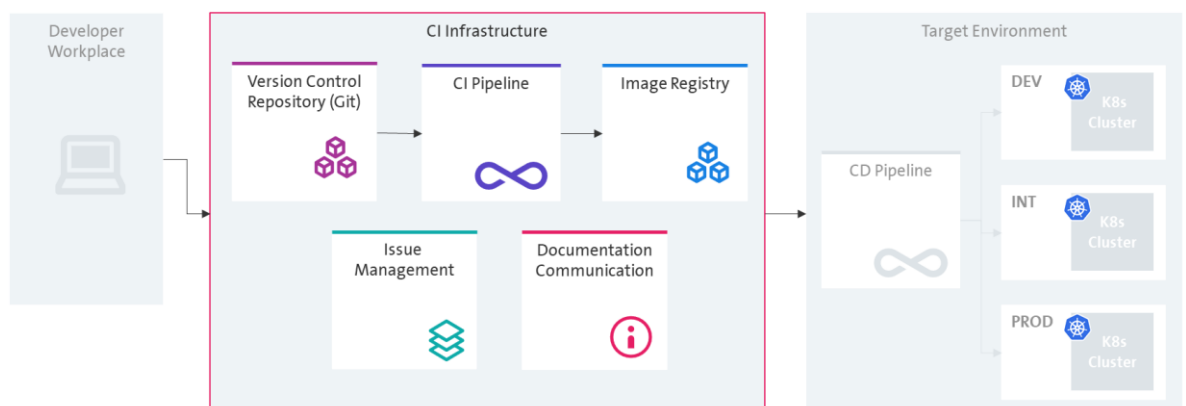 Developer
Workplace
CI Infrastructure
Version Control
Repository (Git)
CI Pipeline
Image Registry
Issue
Management
Documentation
Communication
Target Environment
CD Pipeline
DEV
K8s
Cluster
INT
K8s
Cluster
PROD
K8s
Cluster